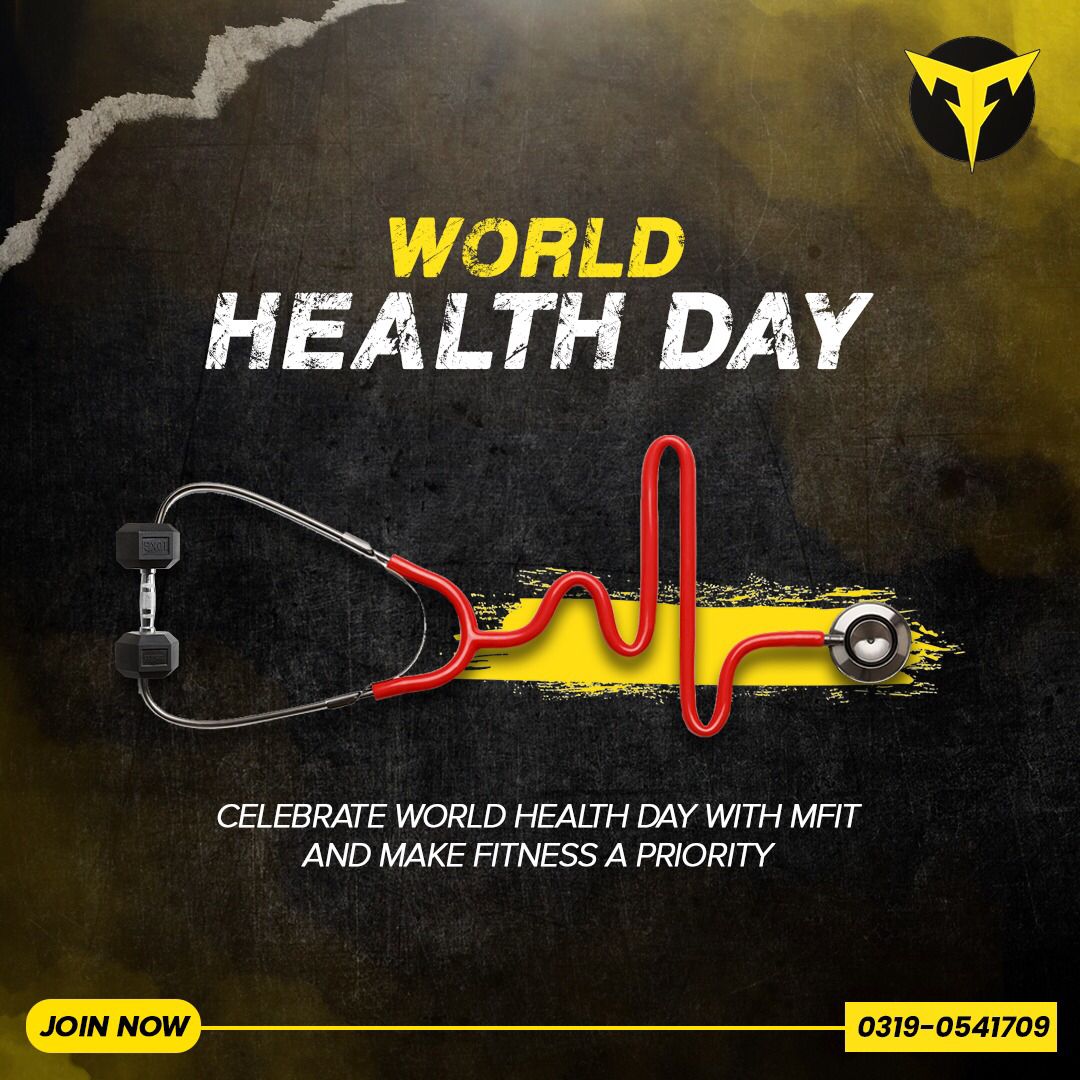 WORLD
HEALTH DAY
CELEBRATE WORLD HEALTH DAY WITH MFIT
AND MAKE FITNESS A PRIORITY
JOIN NOW
0319-0541709